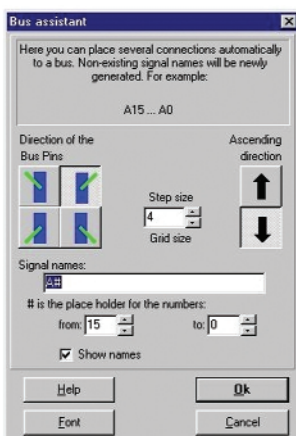 Bus assistant
Here you can place several connections automatically
to a bus. Non-existing signal names will be newly
generated. For example:
A15 ... A0
Direction of the
Bus Pins
Ascending
direction
Step size
4
Grid size
Signal names:
A#
# is the place holder for the numbers:
from: 15 to: 0
Show names
Help Ok
Font Cancel